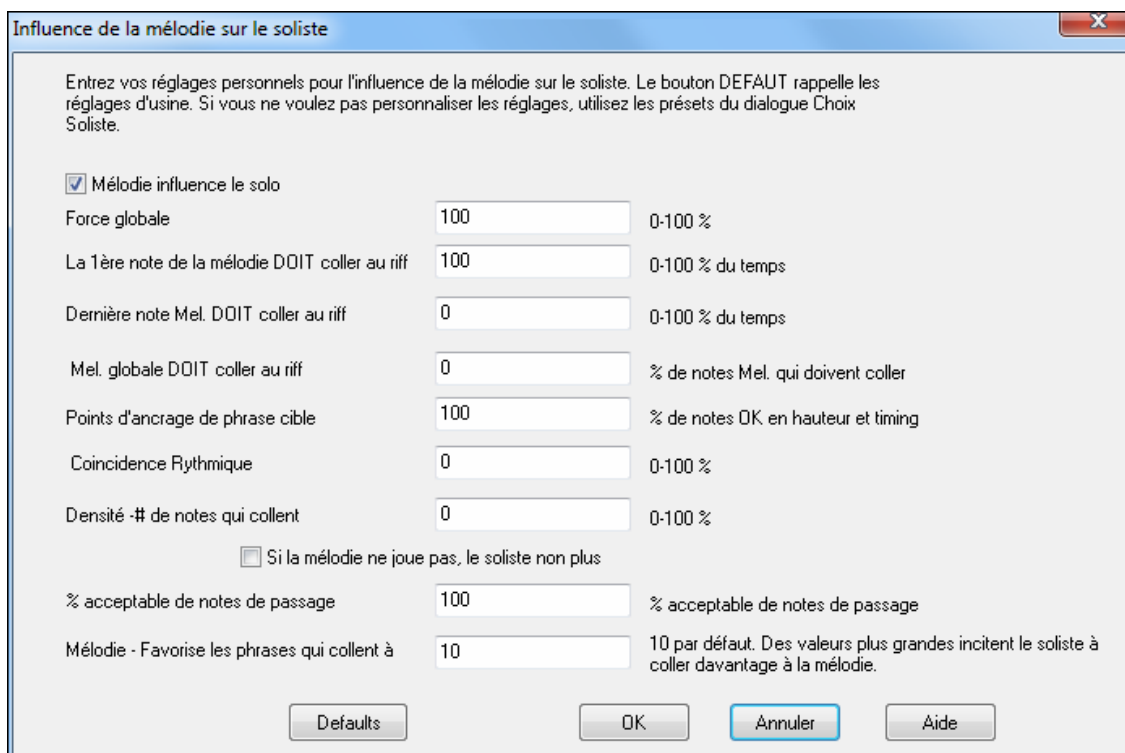 Influence de la mélodie sur le soliste
Entrez vos réglages personnels pour l'influence de la mélodie sur le soliste. Le bouton DEFAUT rappelle les
réglages d'usine. Si vous ne voulez pas personnaliser les réglages, utilisez les présets du dialogue Choix
Soliste.
Mélodie influence le solo
Force globale 100 0-100 %
La 1ère note de la mélodie DOIT coller au riff 100 0-100 % du temps
Dernière note Mel. DOIT coller au riff 0 0-100 % du temps
Mel. globale DOIT coller au riff 0 % de notes Mel. qui doivent coller
Points d'ancrage de phrase cible 100 % de notes OK en hauteur et timing
Coincidence Rythmique 0 0-100 %
Densité -# de notes qui collent 0 0-100 %
Si la mélodie ne joue pas, le soliste non plus
% acceptable de notes de passage 100 % acceptable de notes de passage
Mélodie - Favorise les phrases qui collent à 10 10 par défaut. Des valeurs plus grandes incitent le soliste à
coller davantage à la mélodie.
Defaults OK Annuler Aide